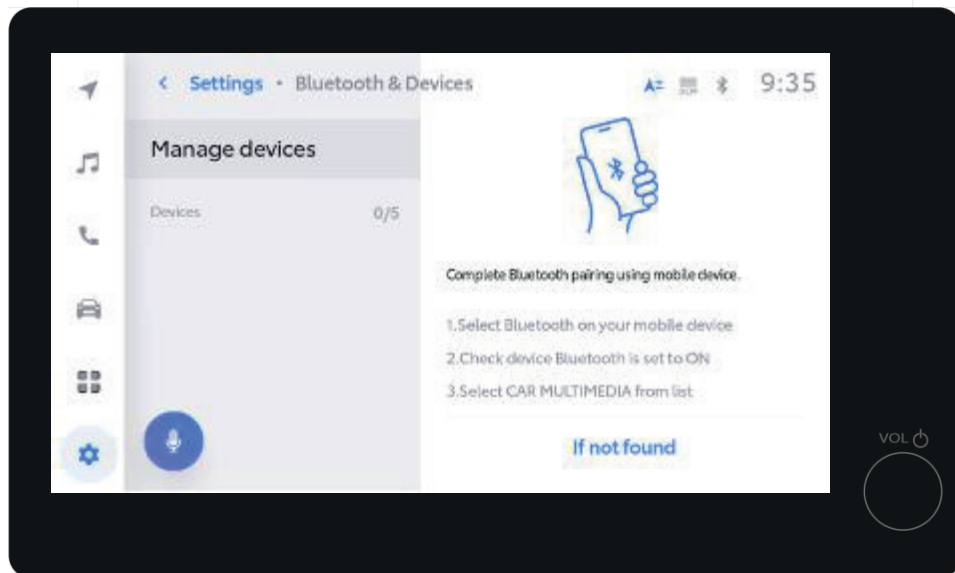 Settings • Bluetooth & Devices
9:35
Manage devices
Devices 0/5
Complete Bluetooth pairing using mobile device.
1.Select Bluetooth on your mobile device
2.Check device Bluetooth is set to ON
3.Select CAR MULTIMEDIA from list
If not found
VOL